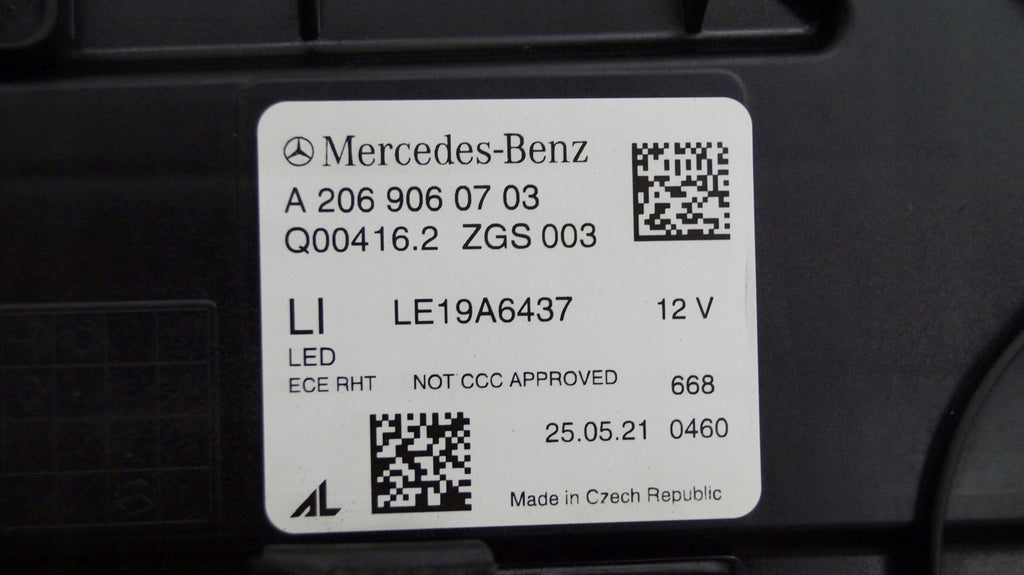 Mercedes-Benz
A 206 906 07 03
Q00416.2 ZGS 003
LI LE19A6437 12 V
LED
ECE RHT NOT CCC APPROVED 668
25.05.21 0460
AL Made in Czech Republic